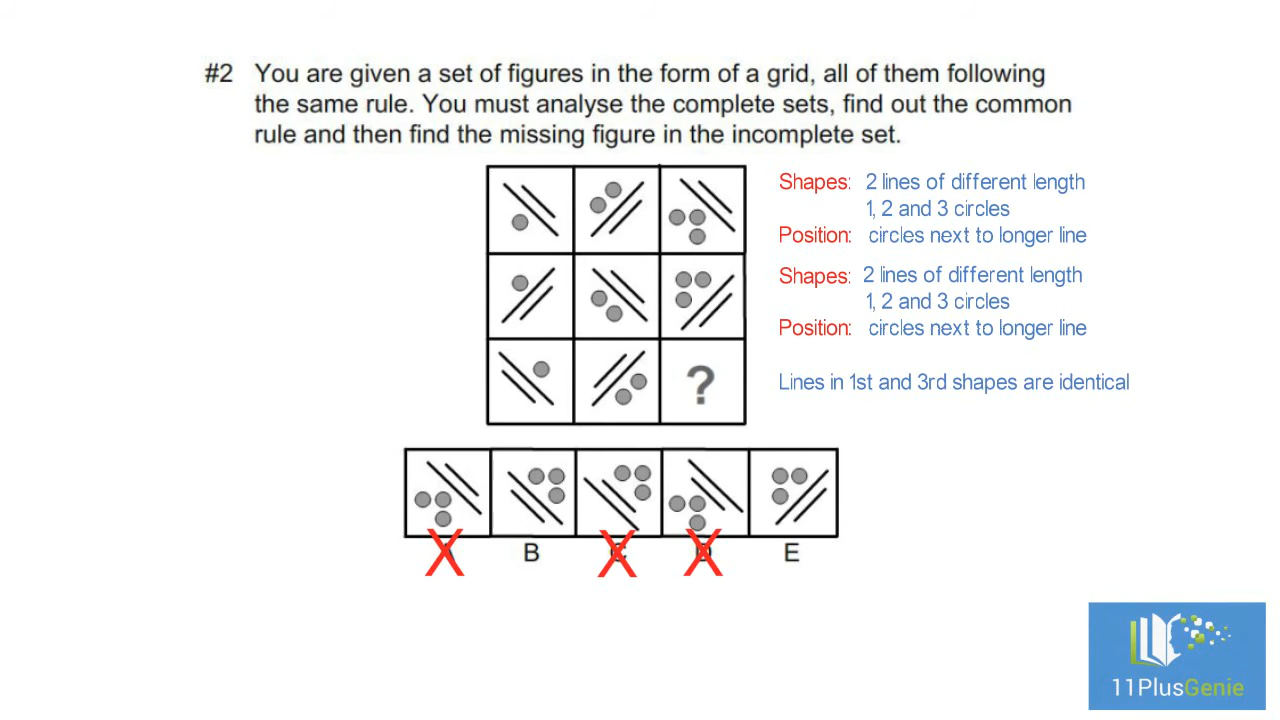 #2 You are given a set of figures in the form of a grid, all of them following
the same rule. You must analyse the complete sets, find out the common
rule and then find the missing figure in the incomplete set.
Shapes: 2 lines of different length
1, 2 and 3 circles
Position: circles next to longer line
Shapes: 2 lines of different length
1, 2 and 3 circles
Position: circles next to longer line
Lines in 1st and 3rd shapes are identical
?
A B C D E
11PlusGenie